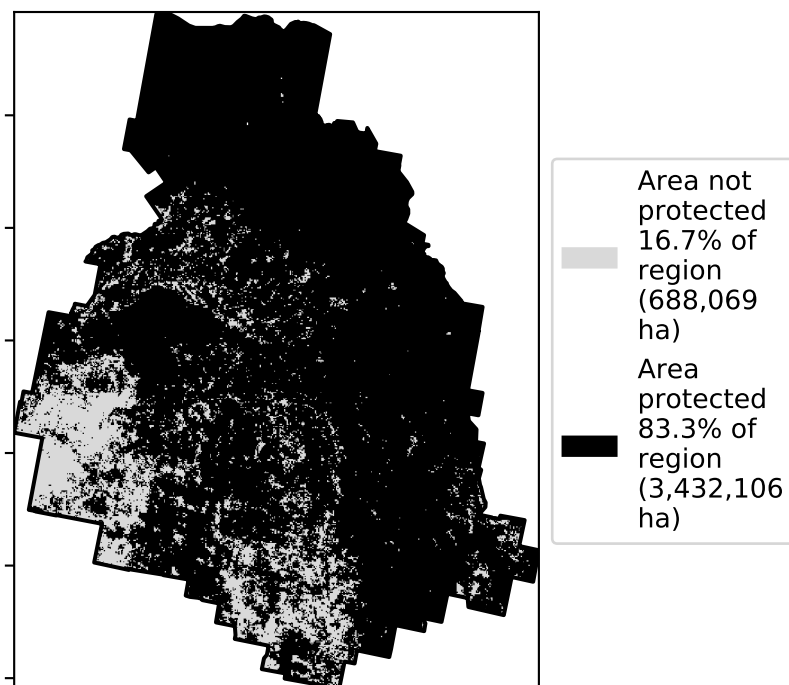 Area not
protected
16.7% of
region
(688,069
ha)
Area
protected
83.3% of
region
(3,432,106
ha)